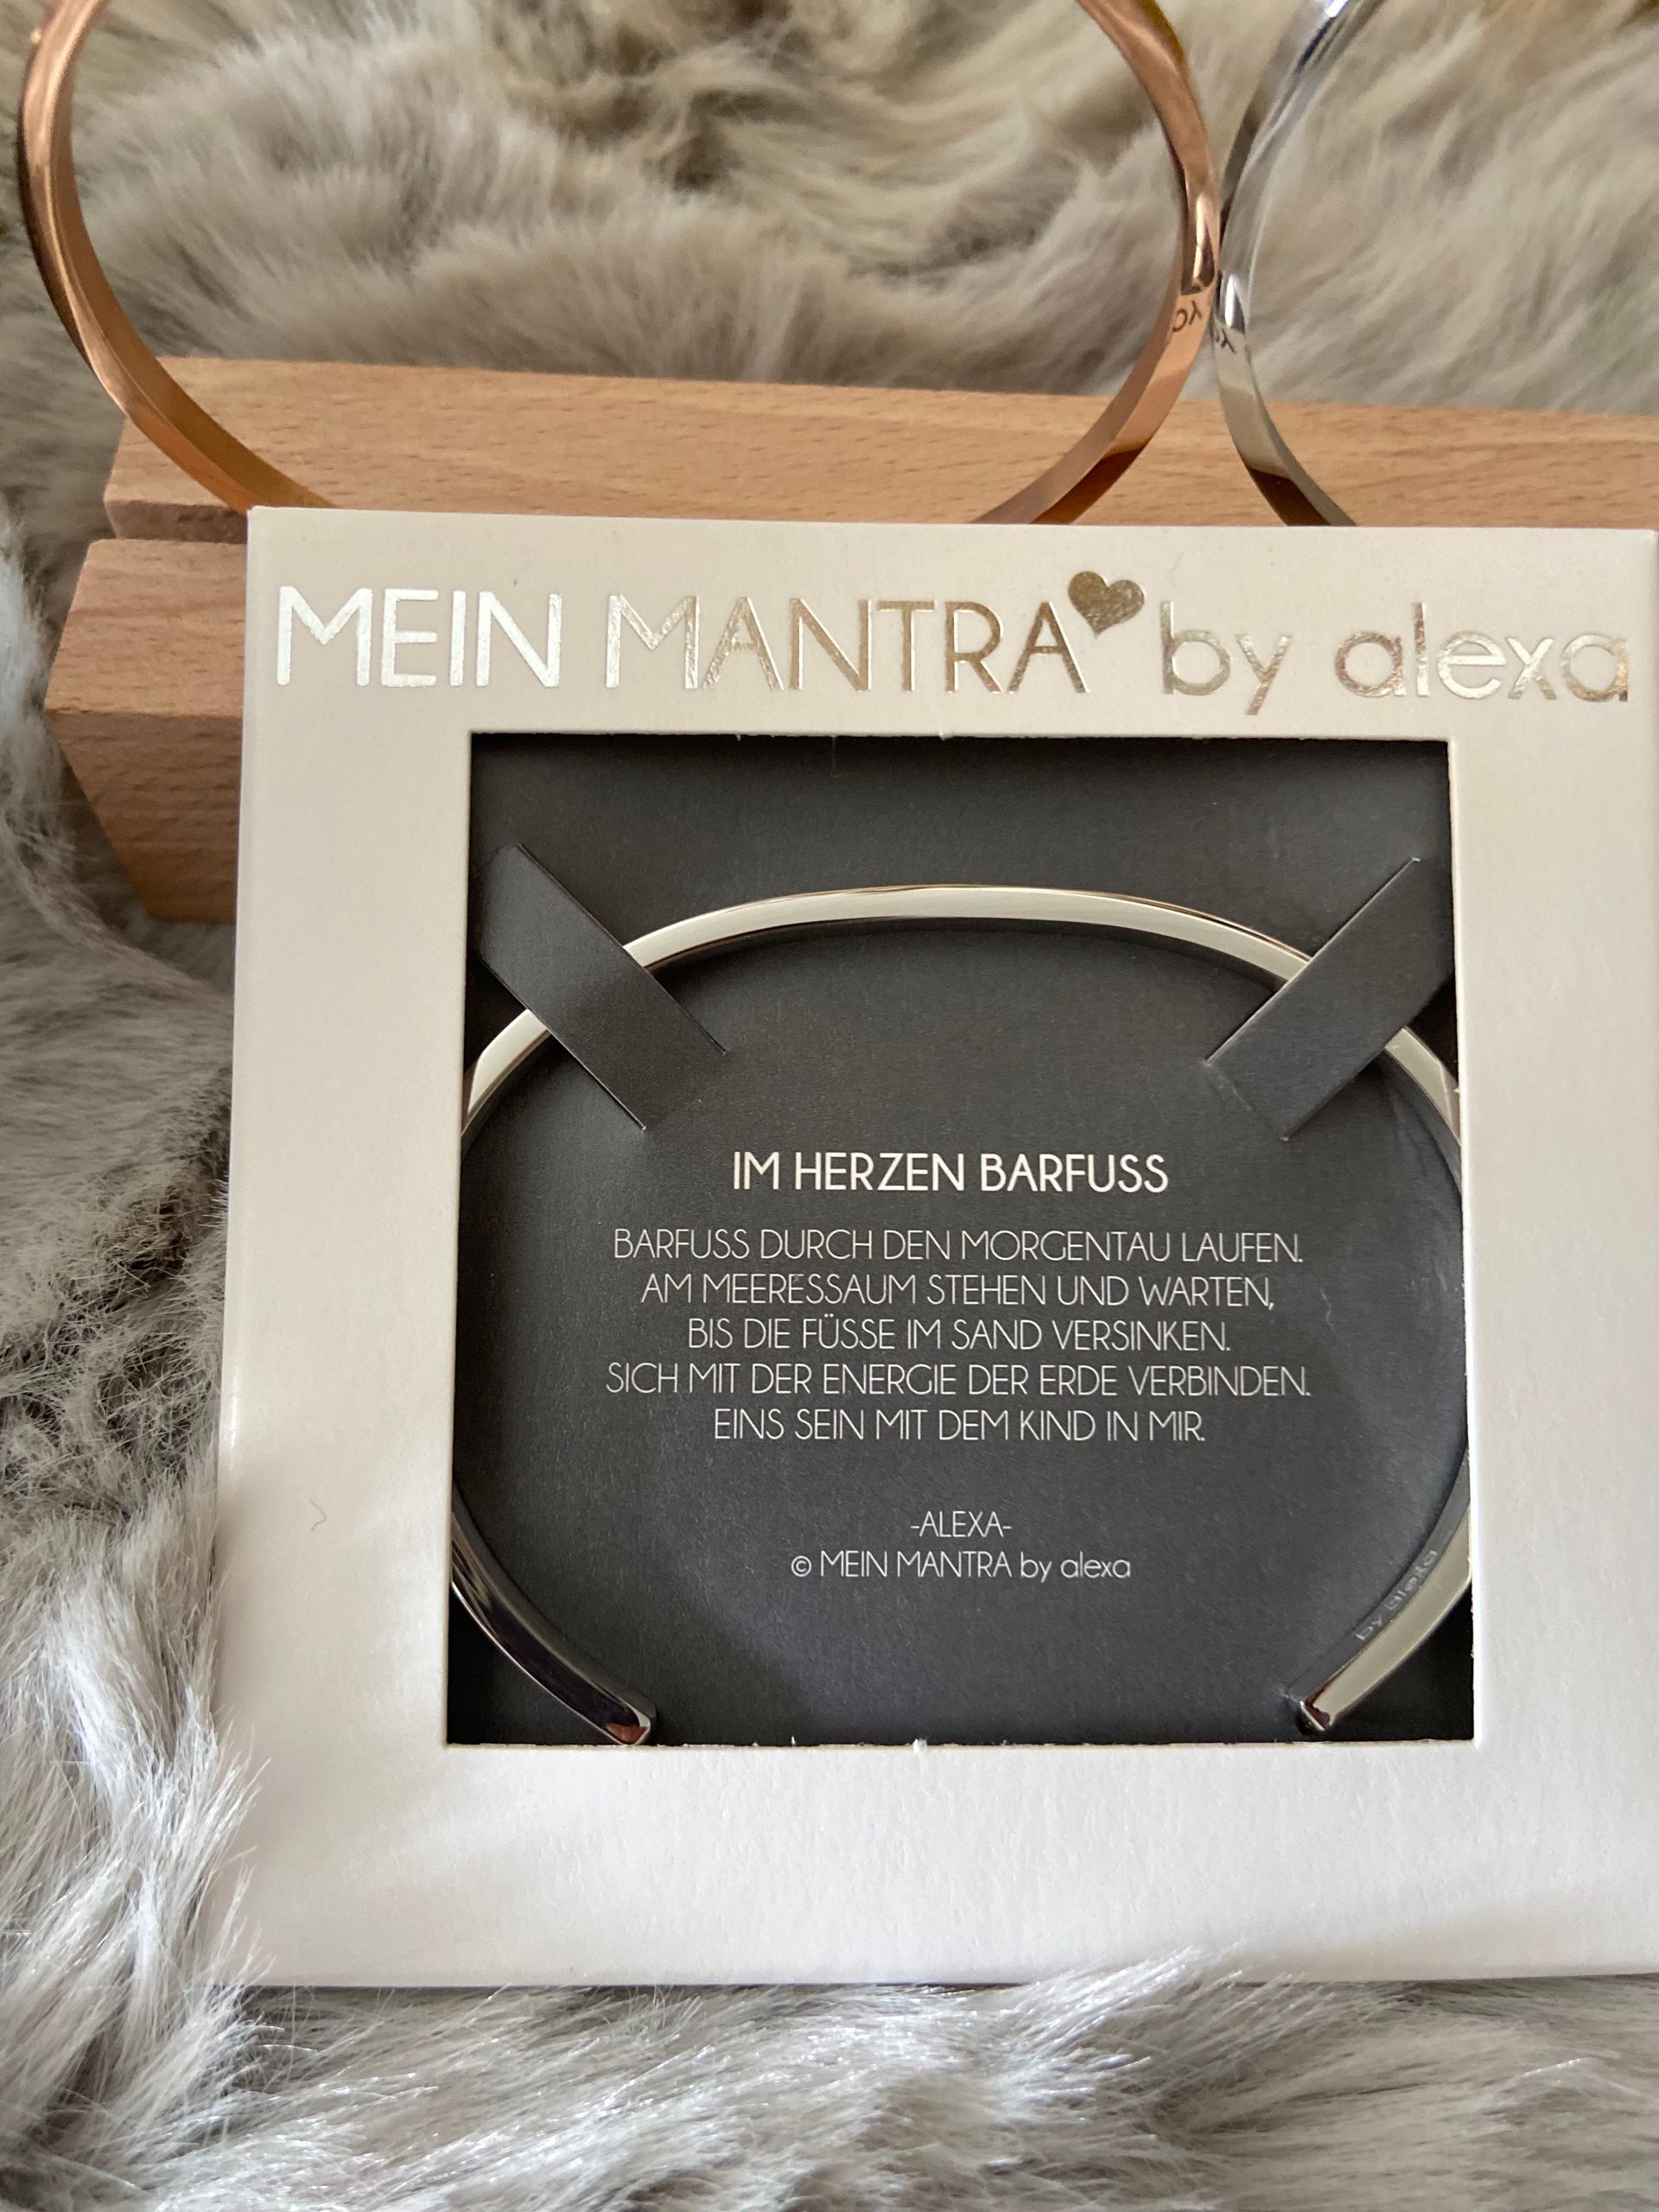 MEIN MANTRA by alexa
IM HERZEN BARFUSS
BARFUSS DURCH DEN MORGENTAU LAUFEN.
AM MEERESSAUM STEHEN UND WARTEN,
BIS DIE FÜSSE IM SAND VERSINKEN.
SICH MIT DER ENERGIE DER ERDE VERBINDEN.
EINS SEIN MIT DEM KIND IN MIR.
-ALEXA-
© MEIN MANTRA by alexa
by alexa